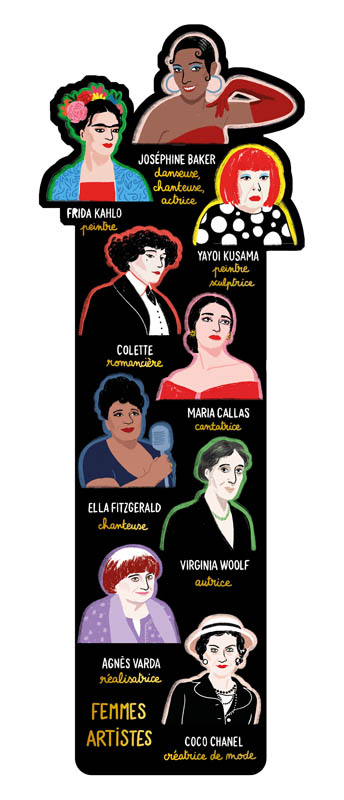 JOSÉPHINE BAKER
danseuse,
chanteuse,
actrice
FRIDA KAHLO
peintre
YAYOI KUSAMA
peintre
sculptrice
COLETTE
romancière
MARIA CALLAS
cantatrice
ELLA FITZGERALD
chanteuse
VIRGINIA WOOLF
autrice
AGNÈS VARDA
réalisatrice
FEMMES
ARTISTES
COCO CHANEL
créatrice de mode